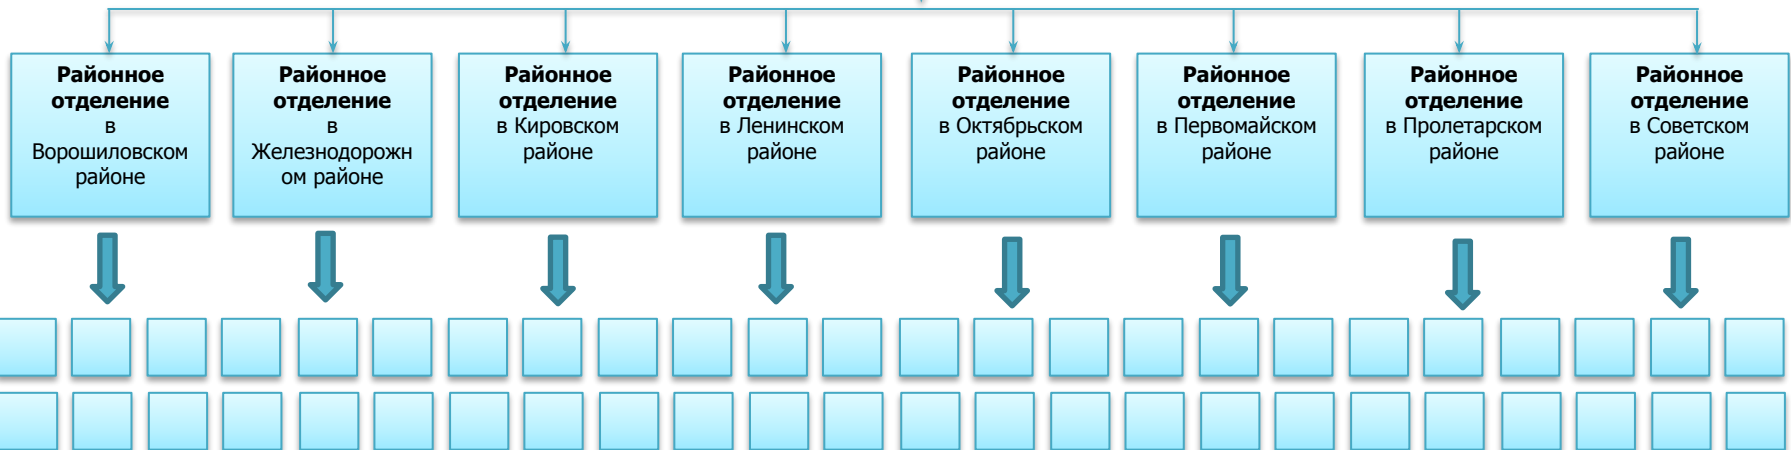 Районное
отделение
в
Ворошиловском
районе
Районное
отделение
в
Железнодорожн
ом районе
Районное
отделение
в Кировском
районе
Районное
отделение
в Ленинском
районе
Районное
отделение
в Октябрьском
районе
Районное
отделение
в Первомайском
районе
Районное
отделение
в Пролетарском
районе
Районное
отделение
в Советском
районе